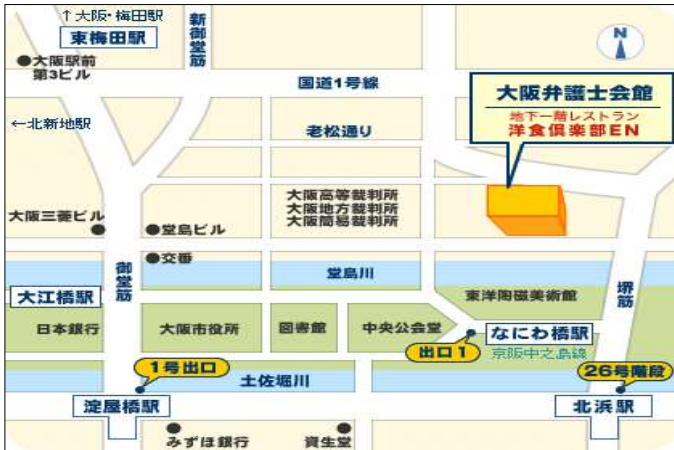 ↑大阪・梅田駅
東梅田駅
新御堂筋
N
●大阪駅前
第3ビル
国道1号線
大阪弁護士会館
地下一階レストラン
洋食倶楽部EN
←北新地駅
老松通り
大阪高等裁判所
大阪地方裁判所
大阪簡易裁判所
大阪三菱ビル
●堂島ビル
●交番
御堂筋
堂島川
堺筋
大江橋駅
東洋陶磁美術館
日本銀行
大阪市役所
図書館
中央公会堂
なにわ橋駅
出口1
京阪中之島線
1号出口
土佐堀川
26号階段
淀屋橋駅
北浜駅
みずほ銀行
資生堂